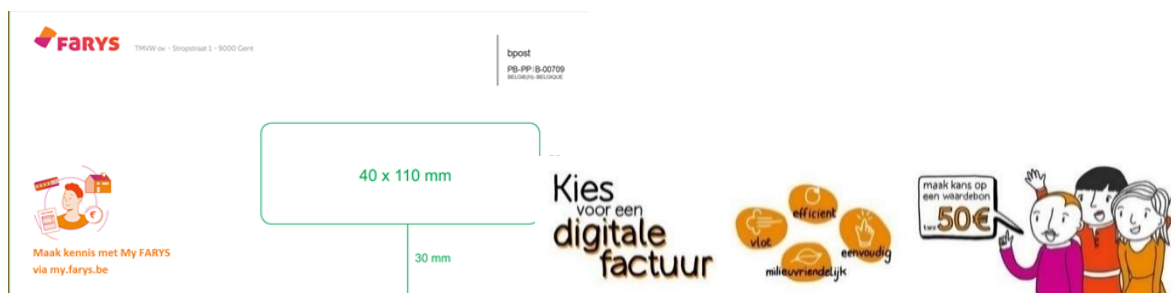 FARYS
TMVW ov - Stropstraat 1 - 9000 Gent
bpost
PB-PP|B-00709
BELGIE(N)-BELGIQUE
40 x 110 mm
30 mm
Maak kennis met My FARYS
via my.farys.be
Kies
voor een
digitale
factuur
efficiënt
vlot
eenvoudig
milieuvriendelijk
maak kans op
een waardebon
t.w.v. 50€